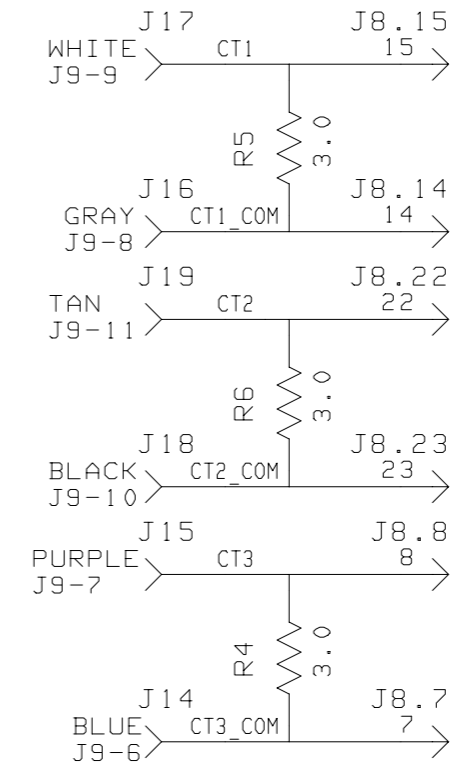 J17 J8.15
WHITE CT1 15
J9-9
R5 3.0
J16 J8.14
GRAY CT1_COM 14
J9-8
J19 J8.22
TAN CT2 22
J9-11
R6 3.0
J18 J8.23
BLACK CT2_COM 23
J9-10
J15 J8.8
PURPLE CT3 8
J9-7
R4 3.0
J14 J8.7
BLUE CT3_COM 7
J9-6